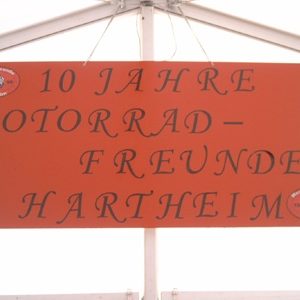 10 JAHRE
OTORRAD-
FREUNDE
HARTHEIM